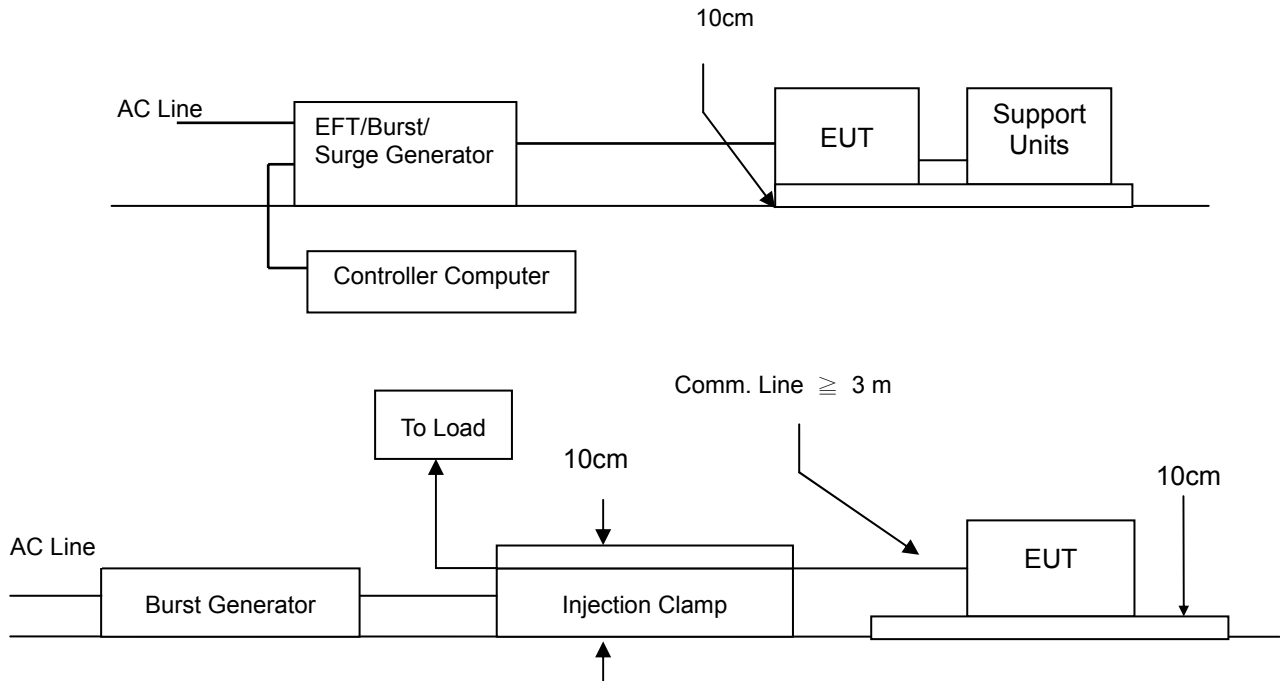 10cm
AC Line
EFT/Burst/
Surge Generator
EUT
Support
Units
Controller Computer
Comm. Line ≧ 3 m
To Load
10cm
10cm
AC Line
EUT
Burst Generator
Injection Clamp